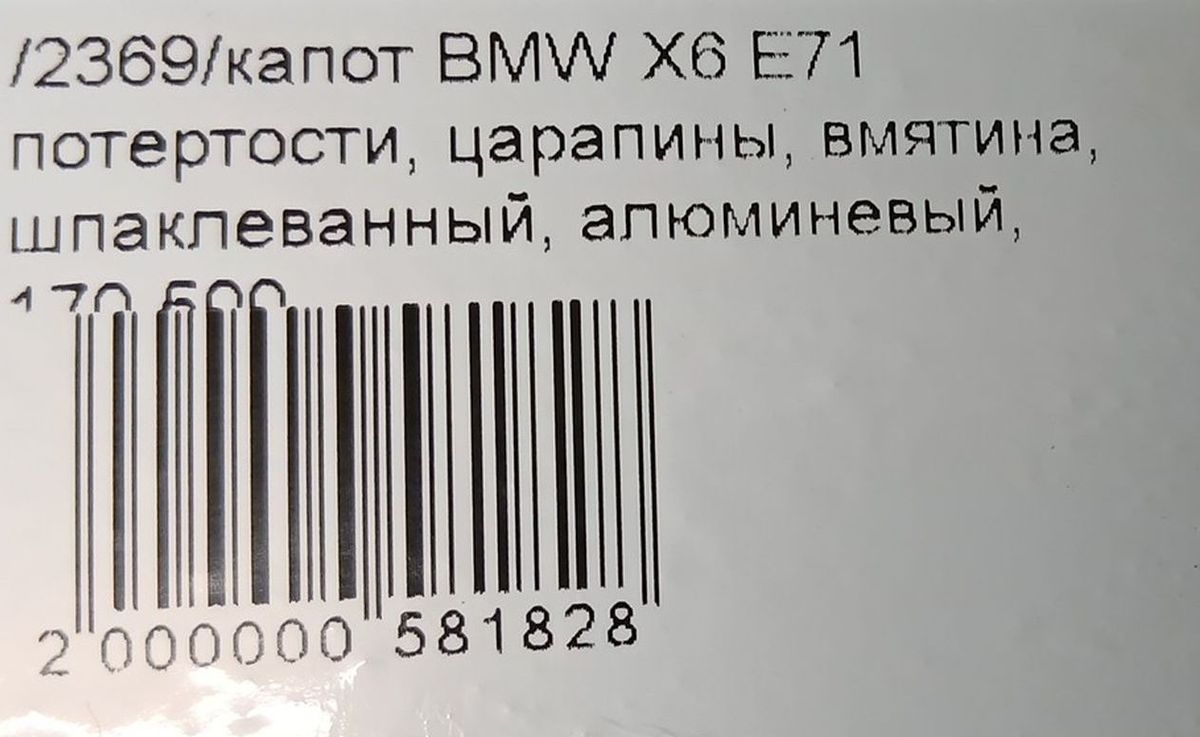 /2369/капот BMW X6 E71
потертости, царапины, вмятина,
шпаклеванный, алюминевый,
2 000000 581828